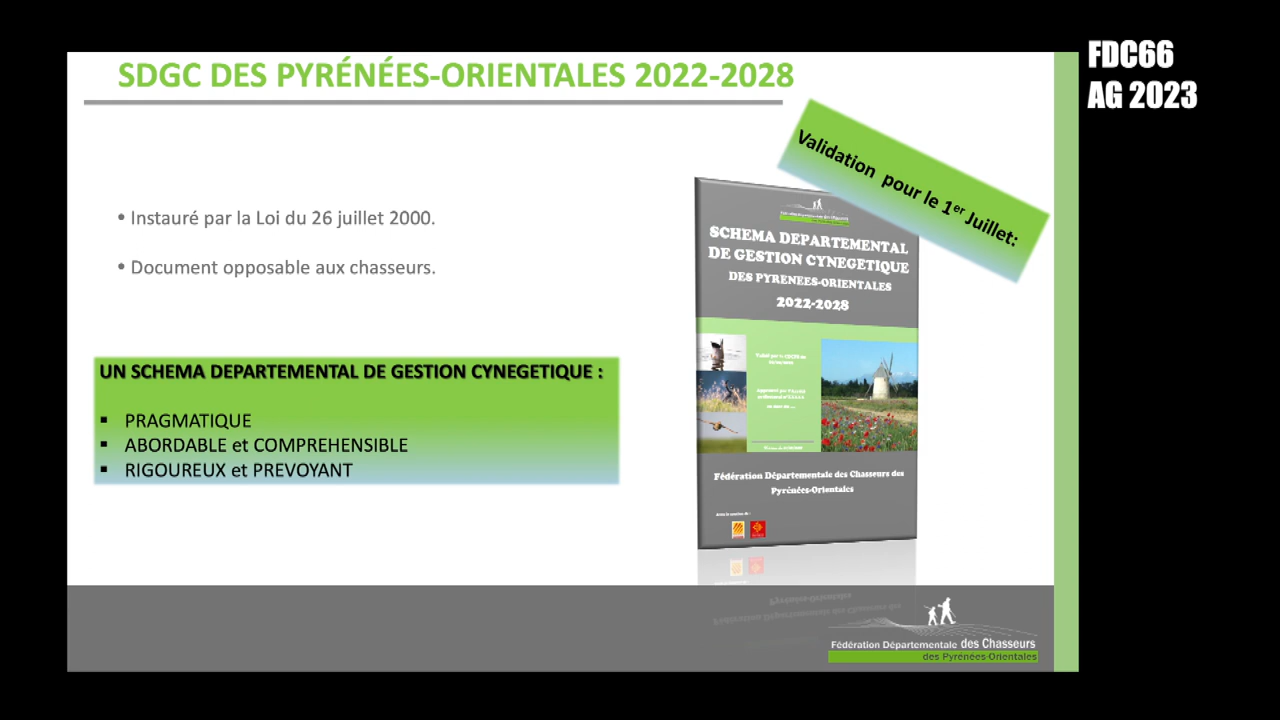 SDGC DES PYRÉNÉES-ORIENTALES 2022-2028
FDC66
AG 2023
Validation pour le 1er Juillet:
• Instauré par la Loi du 26 juillet 2000.
• Document opposable aux chasseurs.
UN SCHEMA DEPARTEMENTAL DE GESTION CYNEGETIQUE :
▪ PRAGMATIQUE
▪ ABORDABLE et COMPREHENSIBLE
▪ RIGOUREUX et PREVOYANT
SCHEMA DEPARTEMENTAL
DE GESTION CYNEGETIQUE
DES PYRENEES-ORIENTALES
2022-2028
Fédération Départementale des Chasseurs des
Pyrénées-Orientales
Fédération Départementale des Chasseurs
des Pyrénées-Orientales